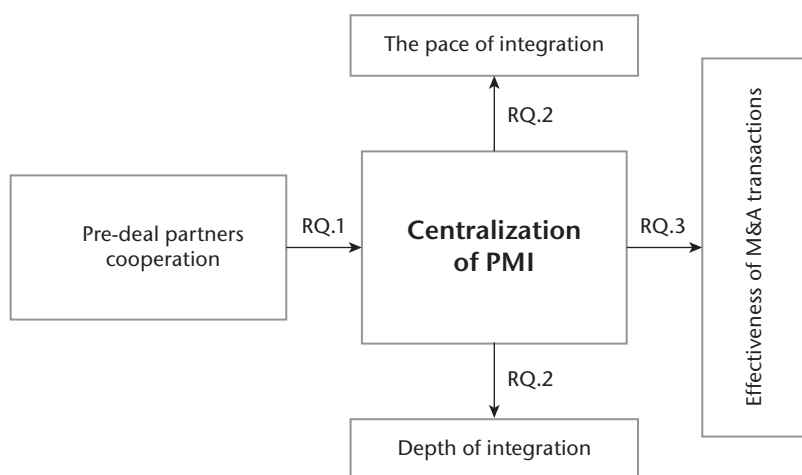 The pace of integration
RQ.2
Pre-deal partners
cooperation
RQ.1
Centralization
of PMI
RQ.3
Effectiveness of M&A transactions
RQ.2
Depth of integration